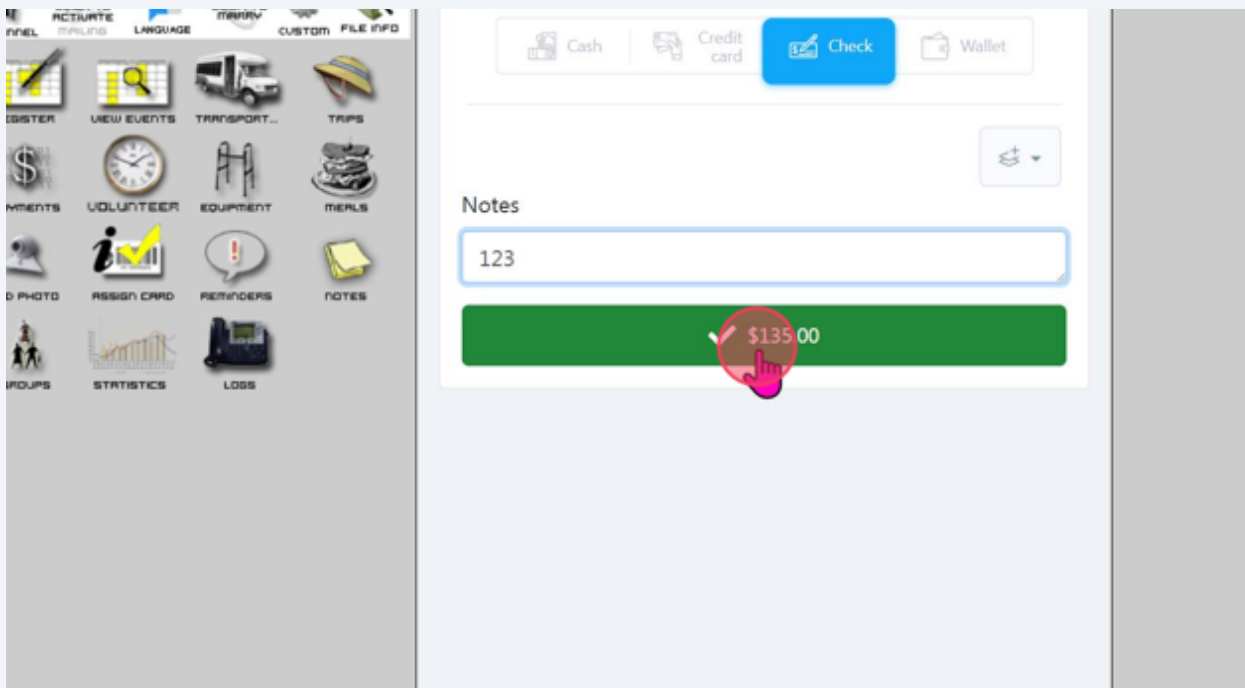 ACTIVATE
MAILING
LANGUAGE
MARRY
CUSTOM
FILE INFO
VIEW EVENTS
TRANSPORT...
TRIPS
VOLUNTEER
EQUIPMENT
MEALS
ASSIGN CARD
REMINDERS
NOTES
STATISTICS
LOGS
Cash
Credit
card
Check
Wallet
Notes
123
$135.00